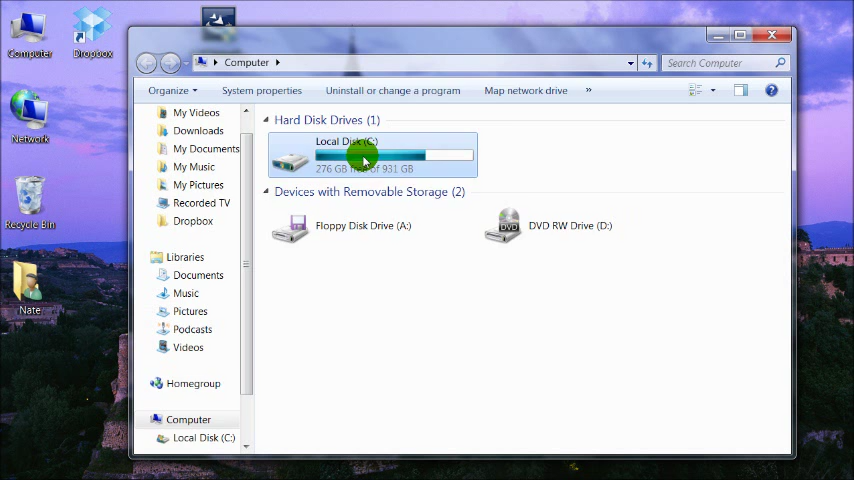 Computer
Dropbox
Network
Recycle Bin
Nate
Computer
Search Computer
Organize
System properties
Uninstall or change a program
Map network drive
»
My Videos
Downloads
My Documents
My Music
My Pictures
Recorded TV
Dropbox
Libraries
Documents
Music
Pictures
Podcasts
Videos
Homegroup
Computer
Local Disk (C:)
Hard Disk Drives (1)
Local Disk (C:)
276 GB free of 931 GB
Devices with Removable Storage (2)
Floppy Disk Drive (A:)
DVD
DVD RW Drive (D:)